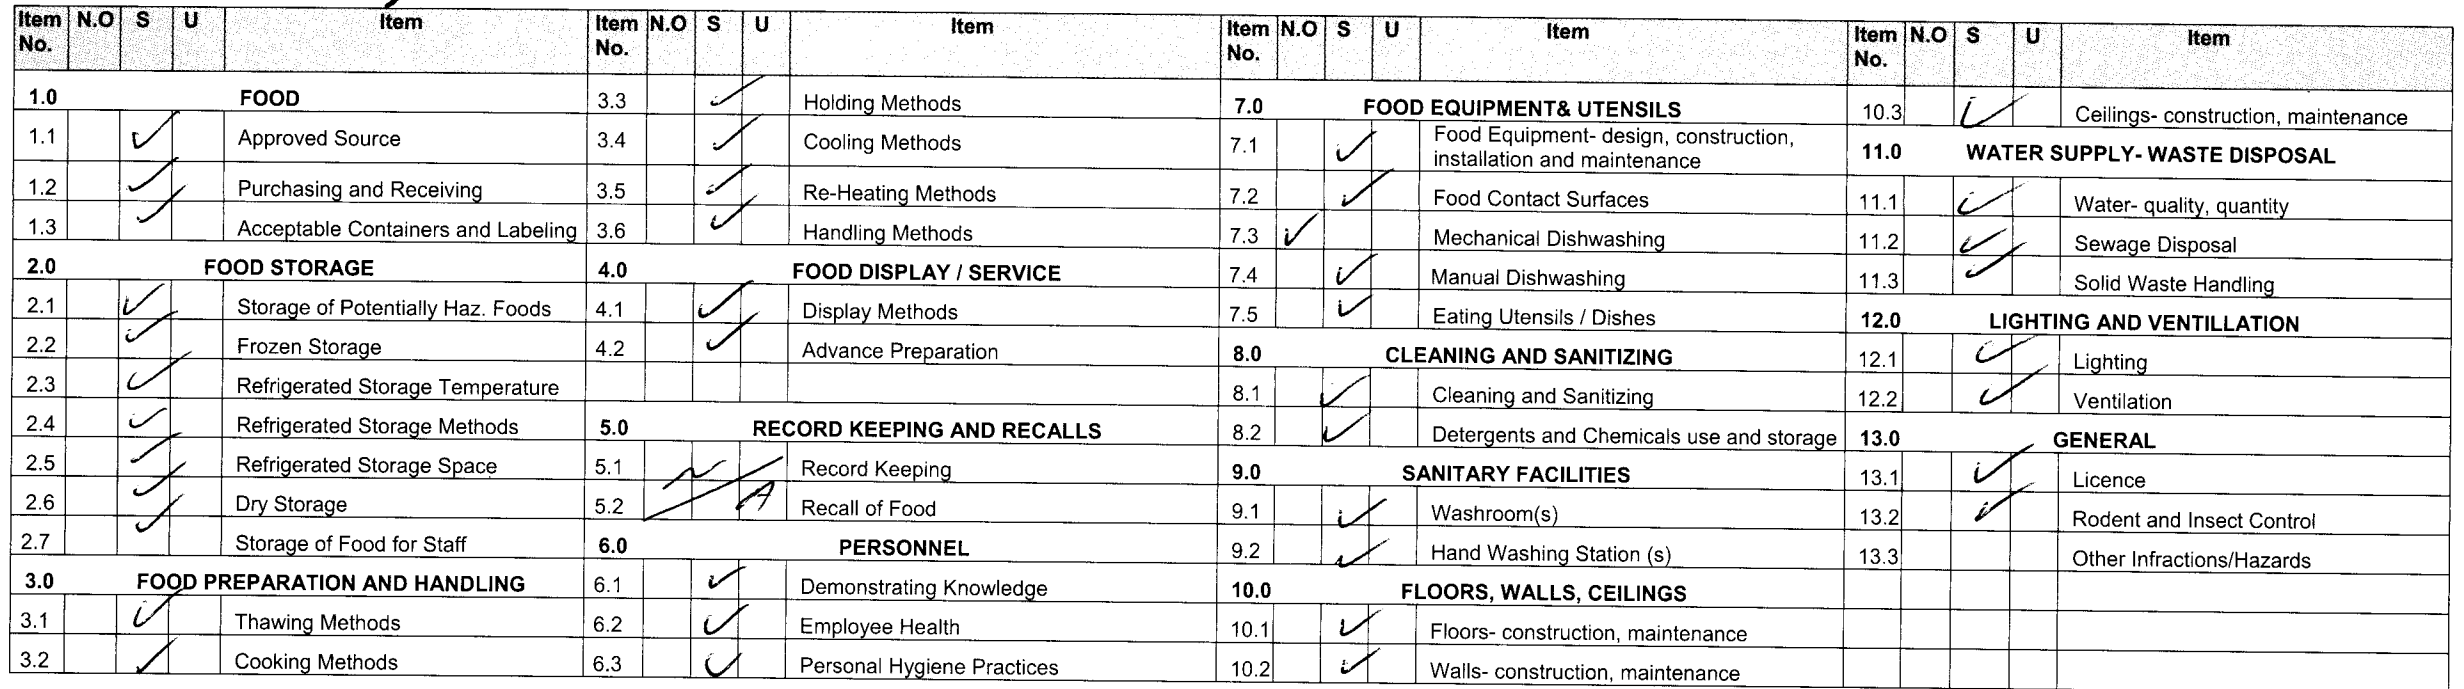 Item No. N.O S U Item
1.0 FOOD
1.1 ✓ Approved Source
1.2 ✓ Purchasing and Receiving
1.3 ✓ Acceptable Containers and Labeling
2.0 FOOD STORAGE
2.1 ✓ Storage of Potentially Haz. Foods
2.2 ✓ Frozen Storage
2.3 ✓ Refrigerated Storage Temperature
2.4 ✓ Refrigerated Storage Methods
2.5 ✓ Refrigerated Storage Space
2.6 ✓ Dry Storage
2.7 ✓ Storage of Food for Staff
3.0 FOOD PREPARATION AND HANDLING
3.1 ✓ Thawing Methods
3.2 ✓ Cooking Methods
Item No. N.O S U Item
3.3 ✓ Holding Methods
3.4 ✓ Cooling Methods
3.5 ✓ Re-Heating Methods
3.6 ✓ Handling Methods
4.0 FOOD DISPLAY / SERVICE
4.1 ✓ Display Methods
4.2 ✓ Advance Preparation
5.0 RECORD KEEPING AND RECALLS
5.1 N/A Record Keeping
5.2 Recall of Food
6.0 PERSONNEL
6.1 ✓ Demonstrating Knowledge
6.2 ✓ Employee Health
6.3 ✓ Personal Hygiene Practices
Item No. N.O S U Item
7.0 FOOD EQUIPMENT& UTENSILS
7.1 ✓ Food Equipment- design, construction,
installation and maintenance
7.2 ✓ Food Contact Surfaces
7.3 ✓ Mechanical Dishwashing
7.4 ✓ Manual Dishwashing
7.5 ✓ Eating Utensils / Dishes
8.0 CLEANING AND SANITIZING
8.1 ✓ Cleaning and Sanitizing
8.2 ✓ Detergents and Chemicals use and storage
9.0 SANITARY FACILITIES
9.1 ✓ Washroom(s)
9.2 ✓ Hand Washing Station (s)
10.0 FLOORS, WALLS, CEILINGS
10.1 ✓ Floors- construction, maintenance
10.2 ✓ Walls- construction, maintenance
Item No. N.O S U Item
10.3 ✓ Ceilings- construction, maintenance
11.0 WATER SUPPLY- WASTE DISPOSAL
11.1 ✓ Water- quality, quantity
11.2 ✓ Sewage Disposal
11.3 ✓ Solid Waste Handling
12.0 LIGHTING AND VENTILLATION
12.1 ✓ Lighting
12.2 ✓ Ventilation
13.0 GENERAL
13.1 ✓ Licence
13.2 ✓ Rodent and Insect Control
13.3 Other Infractions/Hazards